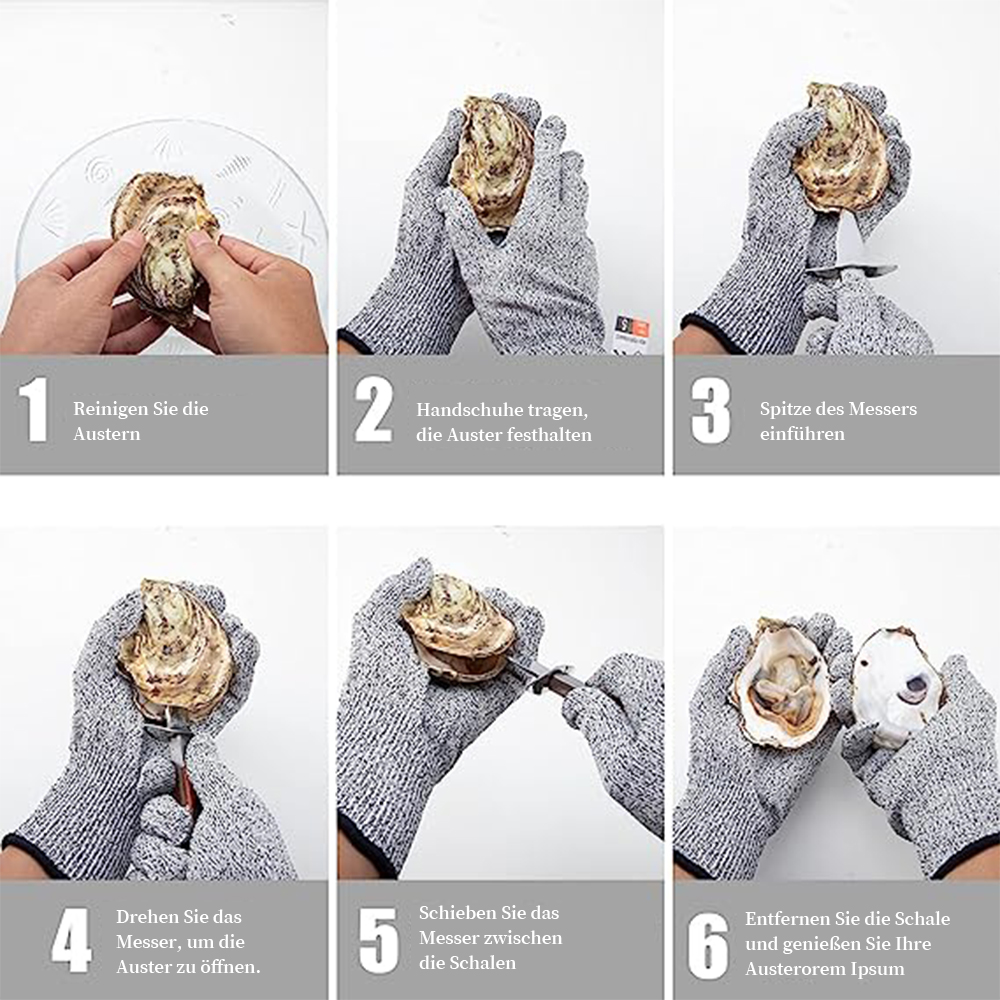 1
Reinigen Sie die
Austern
2
Handschuhe tragen,
die Auster festhalten
3
Spitze des Messers
einführen
4
Drehen Sie das
Messer, um die
Auster zu öffnen.
5
Schieben Sie das
Messer zwischen
die Schalen
6
Entfernen Sie die Schale
und genießen Sie Ihre
Austerorem Ipsum